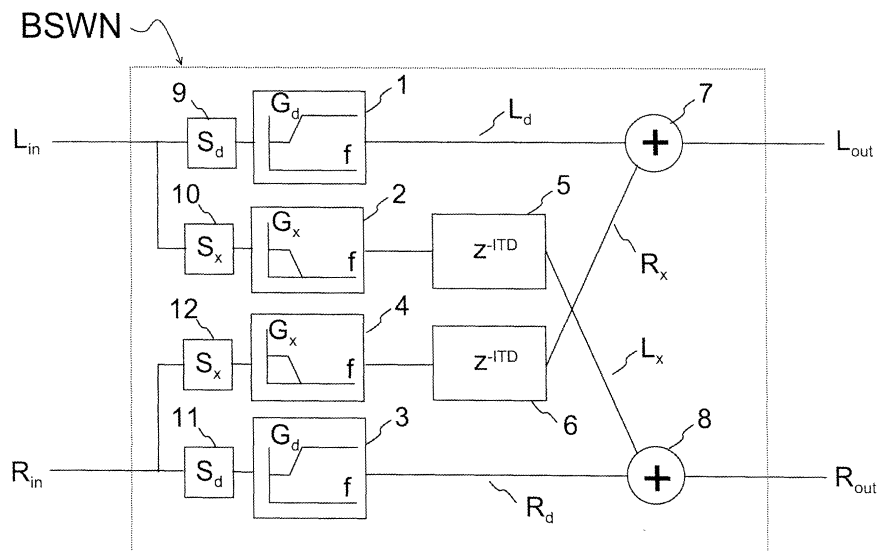 BSWN
9
1
7
L_in
S_d
G_d
f
L_d
+
L_out
10
2
5
S_x
G_x
f
z^-ITD
R_x
12
4
S_x
G_x
f
z^-ITD
L_x
11
3
6
8
R_in
S_d
G_d
f
R_d
+
R_out